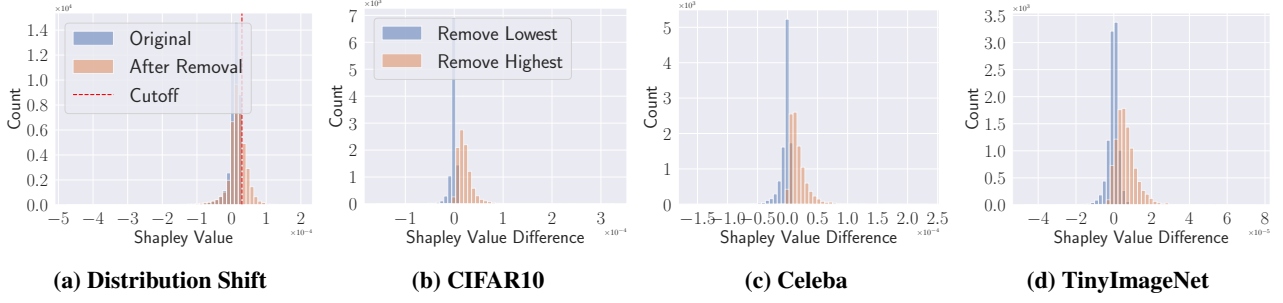 ×10⁴
1.4
1.2
1.0
0.8
0.6
0.4
0.2
0.0
Count
Original
After Removal
Cutoff
−5 −4 −3 −2 −1 0 1 2
Shapley Value
×10⁻⁴
(a) Distribution Shift
×10³
7
6
5
4
3
2
1
0
Count
Remove Lowest
Remove Highest
−1 0 1 2 3
Shapley Value Difference
×10⁻⁴
(b) CIFAR10
×10³
5
4
3
2
1
0
Count
−1.5 −1.0 −0.5 0.0 0.5 1.0 1.5 2.0 2.5
Shapley Value Difference
×10⁻⁴
(c) Celeba
×10³
3.5
3.0
2.5
2.0
1.5
1.0
0.5
0.0
Count
−4 −2 0 2 4 6 8
Shapley Value Difference
×10⁻⁵
(d) TinyImageNet